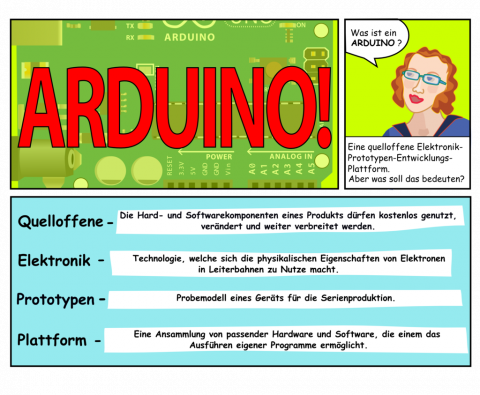 TX
RX
ARDUINO
ON
ARDUINO!
RESET
3.3V
5V
GND
GND
Vin
POWER
ANALOG IN
A0
A1
A2
A3
A4
A5
Was ist ein
ARDUINO ?
Eine quelloffene Elektronik-
Prototypen-Entwicklungs-
Plattform.
Aber was soll das bedeuten?
Quelloffene – Die Hard- und Softwarekomponenten eines Produkts dürfen kostenlos genutzt,
verändert und weiter verbreitet werden.
Elektronik – Technologie, welche sich die physikalischen Eigenschaften von Elektronen
in Leiterbahnen zu Nutze macht.
Prototypen – Probemodell eines Geräts für die Serienproduktion.
Plattform – Eine Ansammlung von passender Hardware und Software, die einem das
Ausführen eigener Programme ermöglicht.